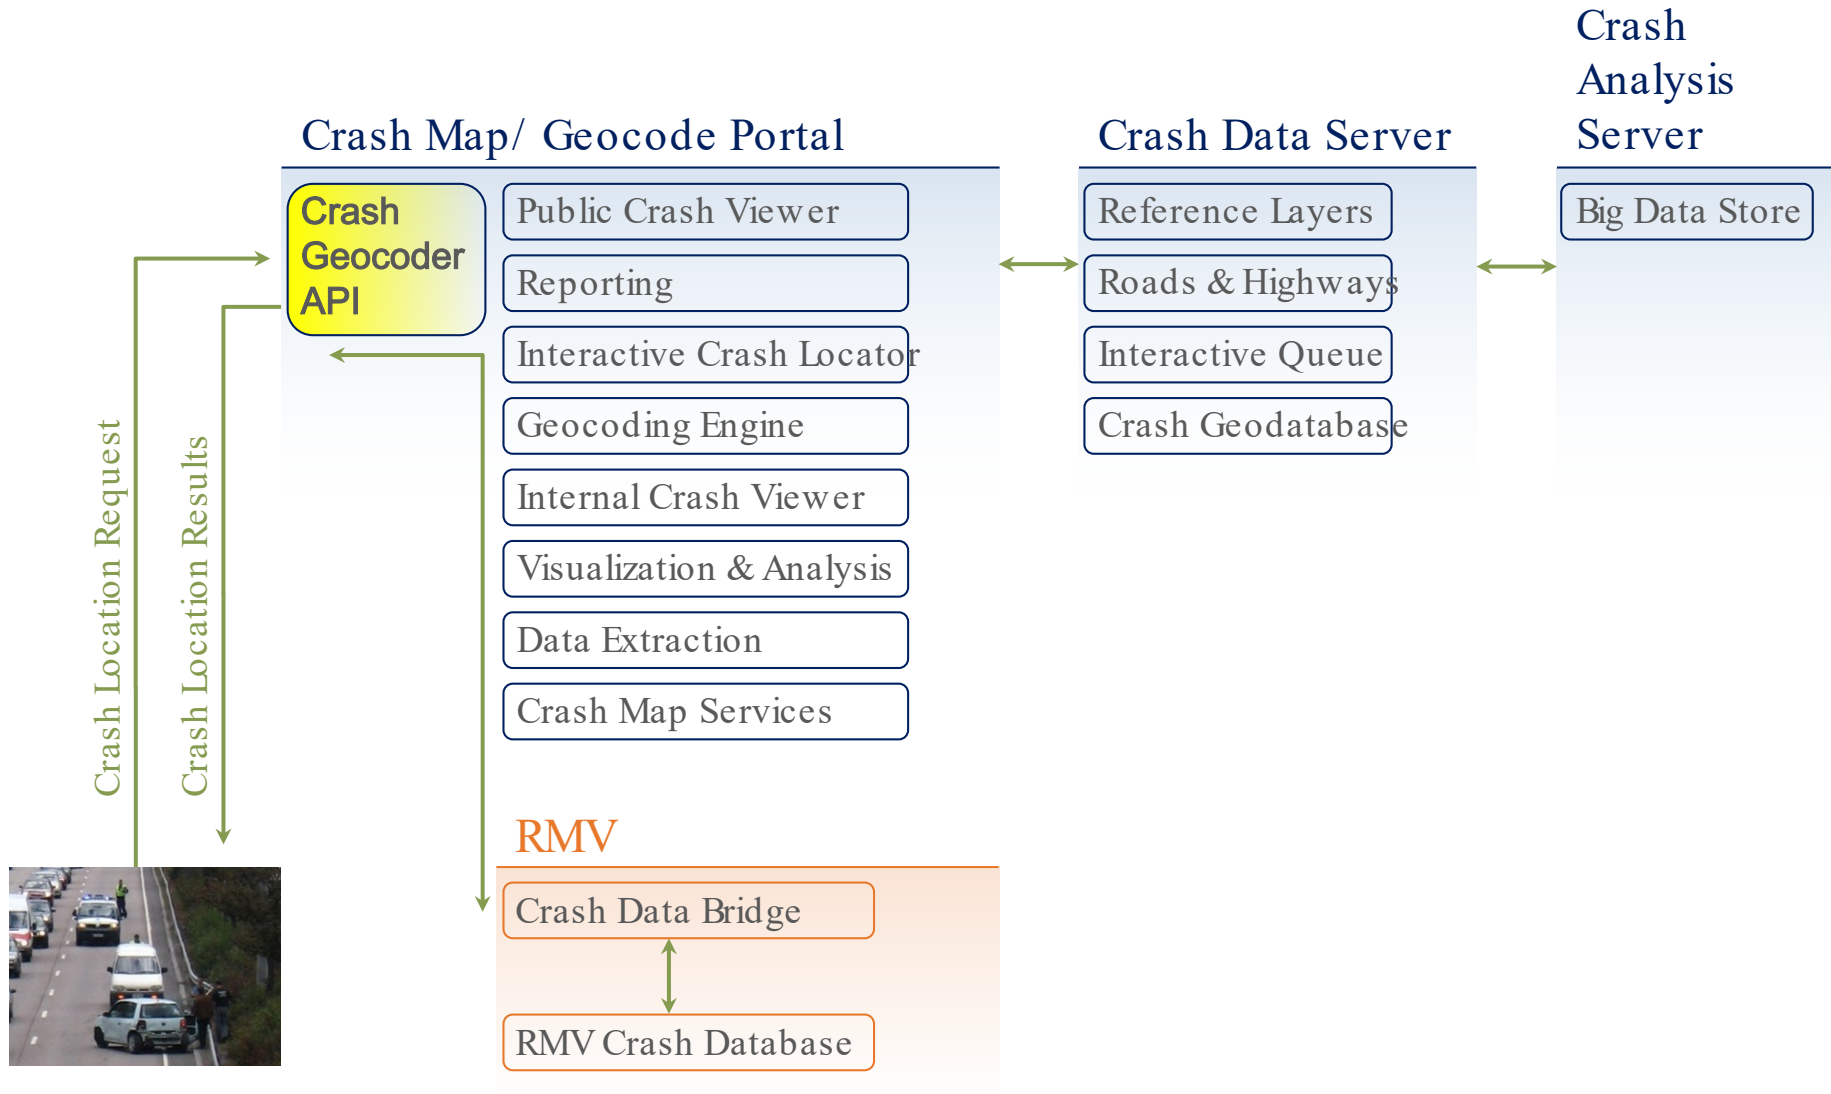 Crash
Analysis
Server
Crash Map/ Geocode Portal
Crash Data Server
Crash
Geocoder
API
Public Crash Viewer
Reporting
Interactive Crash Locator
Geocoding Engine
Internal Crash Viewer
Visualization & Analysis
Data Extraction
Crash Map Services
Reference Layers
Roads & Highways
Interactive Queue
Crash Geodatabase
Big Data Store
Crash Location Request
Crash Location Results
RMV
Crash Data Bridge
RMV Crash Database